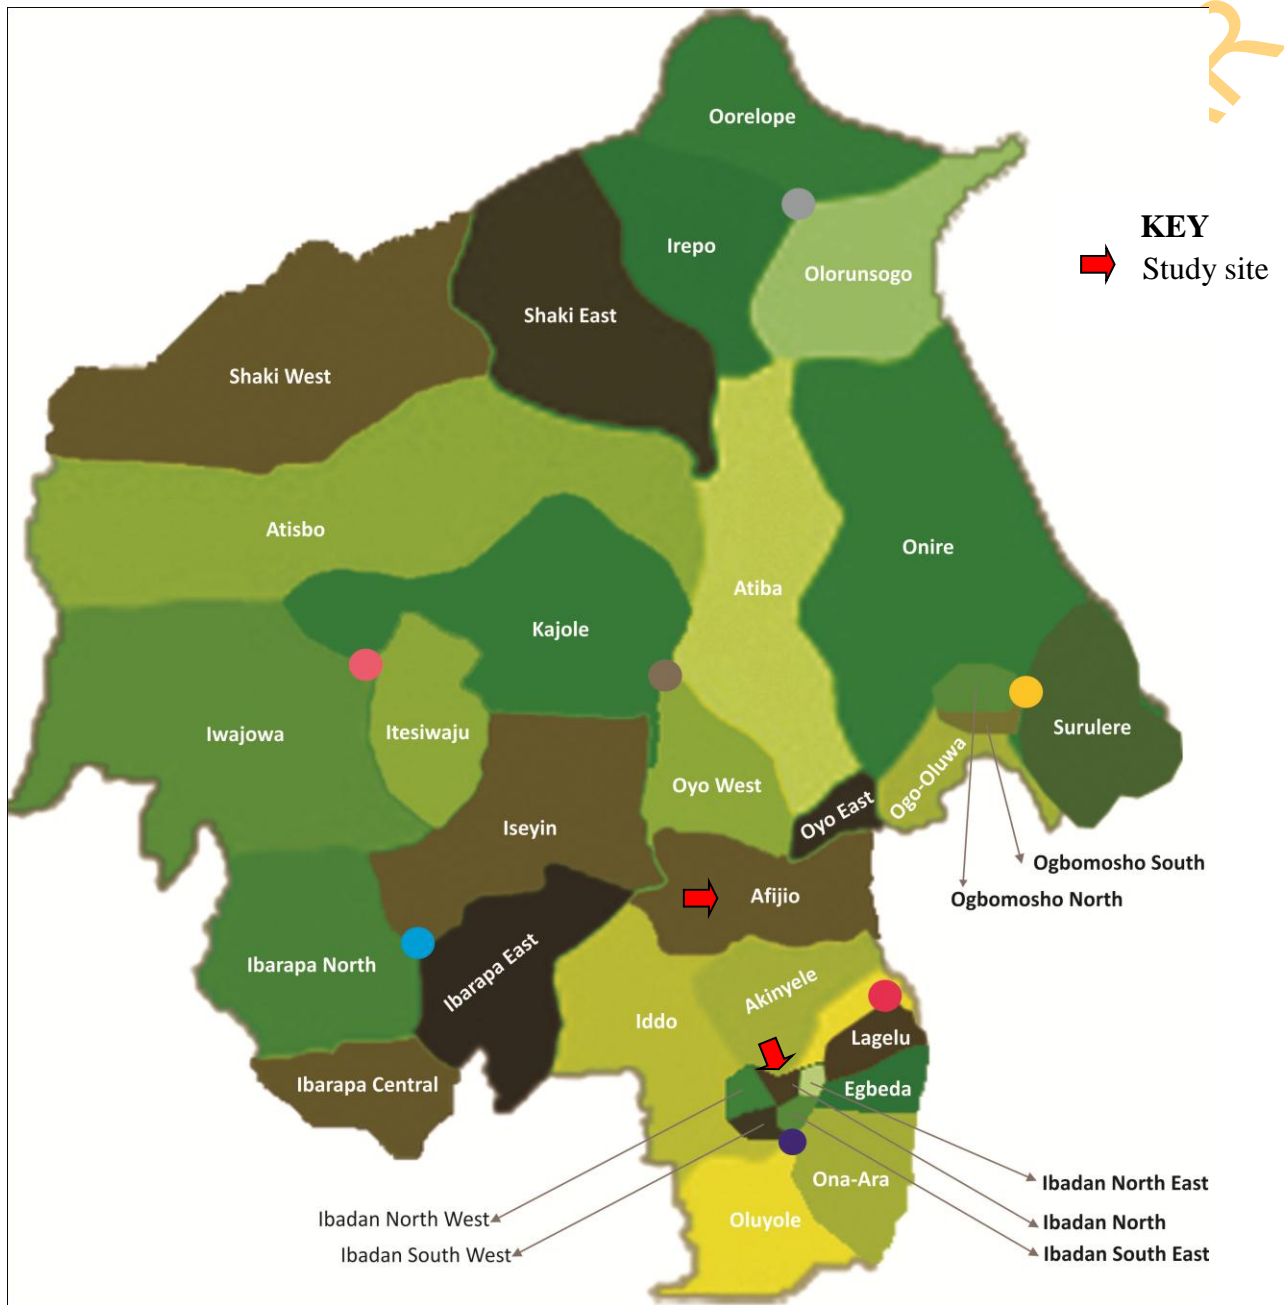 Oorelope
KEY
Irepo
Olorunsogo
Study site
Shaki East
Shaki West
Atisbo
Onire
Atiba
Kajole
Iwajowa
Itesiwaju
Surulere
Ogo-Oluwa
Oyo West
Oyo East
Iseyin
Ogbomosho South
Afijio
Ogbomosho North
Ibarapa North
Ibarapa East
Akinyele
Iddo
Lagelu
Ibarapa Central
Egbeda
Ona-Ara
Ibadan North East
Ibadan North West
Oluyole
Ibadan North
Ibadan South West
Ibadan South East